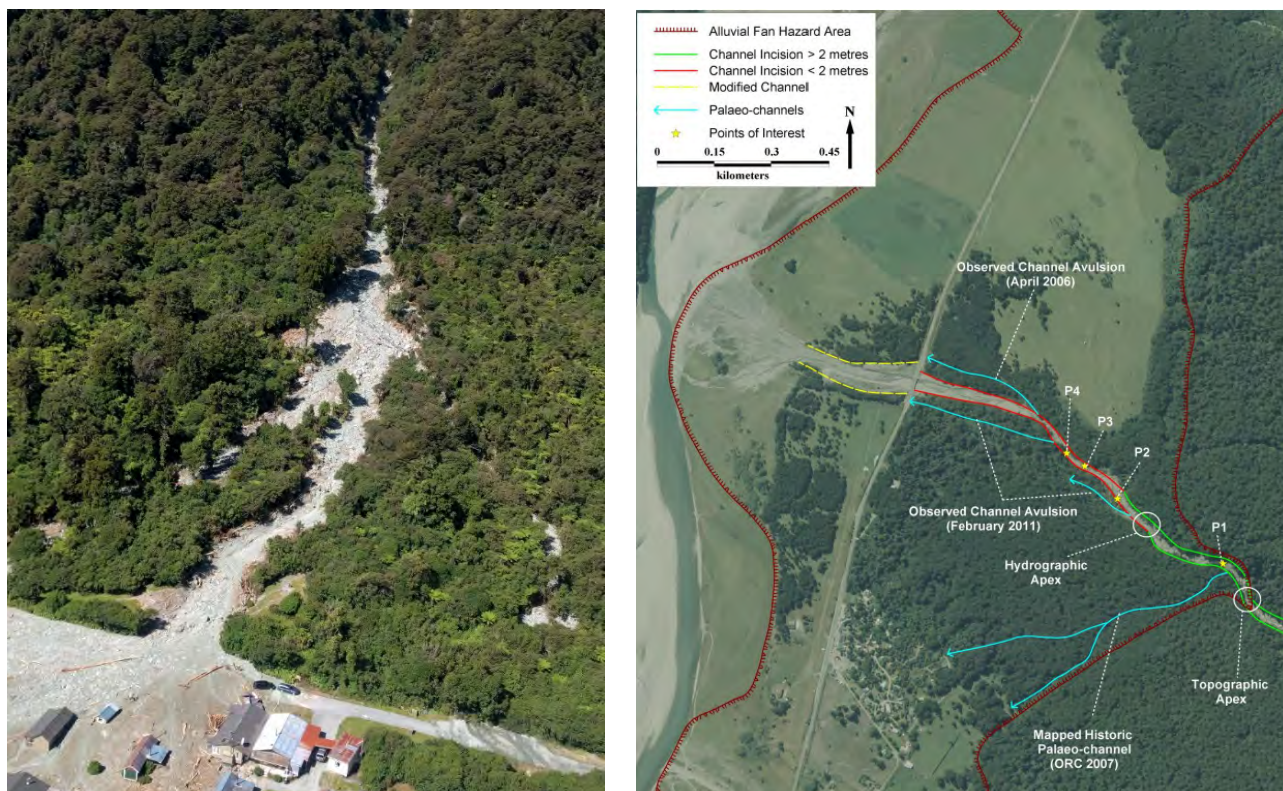 Alluvial Fan Hazard Area
Channel Incision > 2 metres
Channel Incision < 2 metres
Modified Channel
Palaeo-channels
Points of Interest
N
0 0.15 0.3 0.45
kilometers
Observed Channel Avulsion
(April 2006)
P4
P3
P2
Observed Channel Avulsion
(February 2011)
P1
Hydrographic
Apex
Topographic
Apex
Mapped Historic
Palaeo-channel
(ORC 2007)